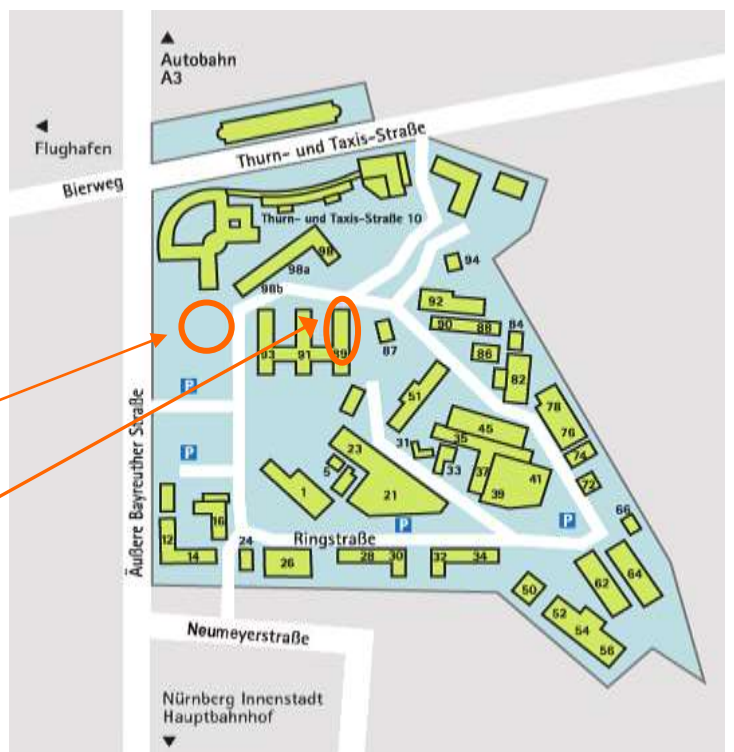 Autobahn
A3
Flughafen
Thurn- und Taxis-Straße
Bierweg
Thurn- und Taxis-Straße 10
98
98a
98b
94
92
90
88
84
93
91
89
87
86
82
P
51
78
45
76
Äußere Bayreuther Straße
P
23
31
35
74
5
33
37
41
72
1
21
39
16
P
P
66
12
24
Ringstraße
14
26
28
30
32
34
62
64
50
52
54
56
Neumeyerstraße
Nürnberg Innenstadt
Hauptbahnhof